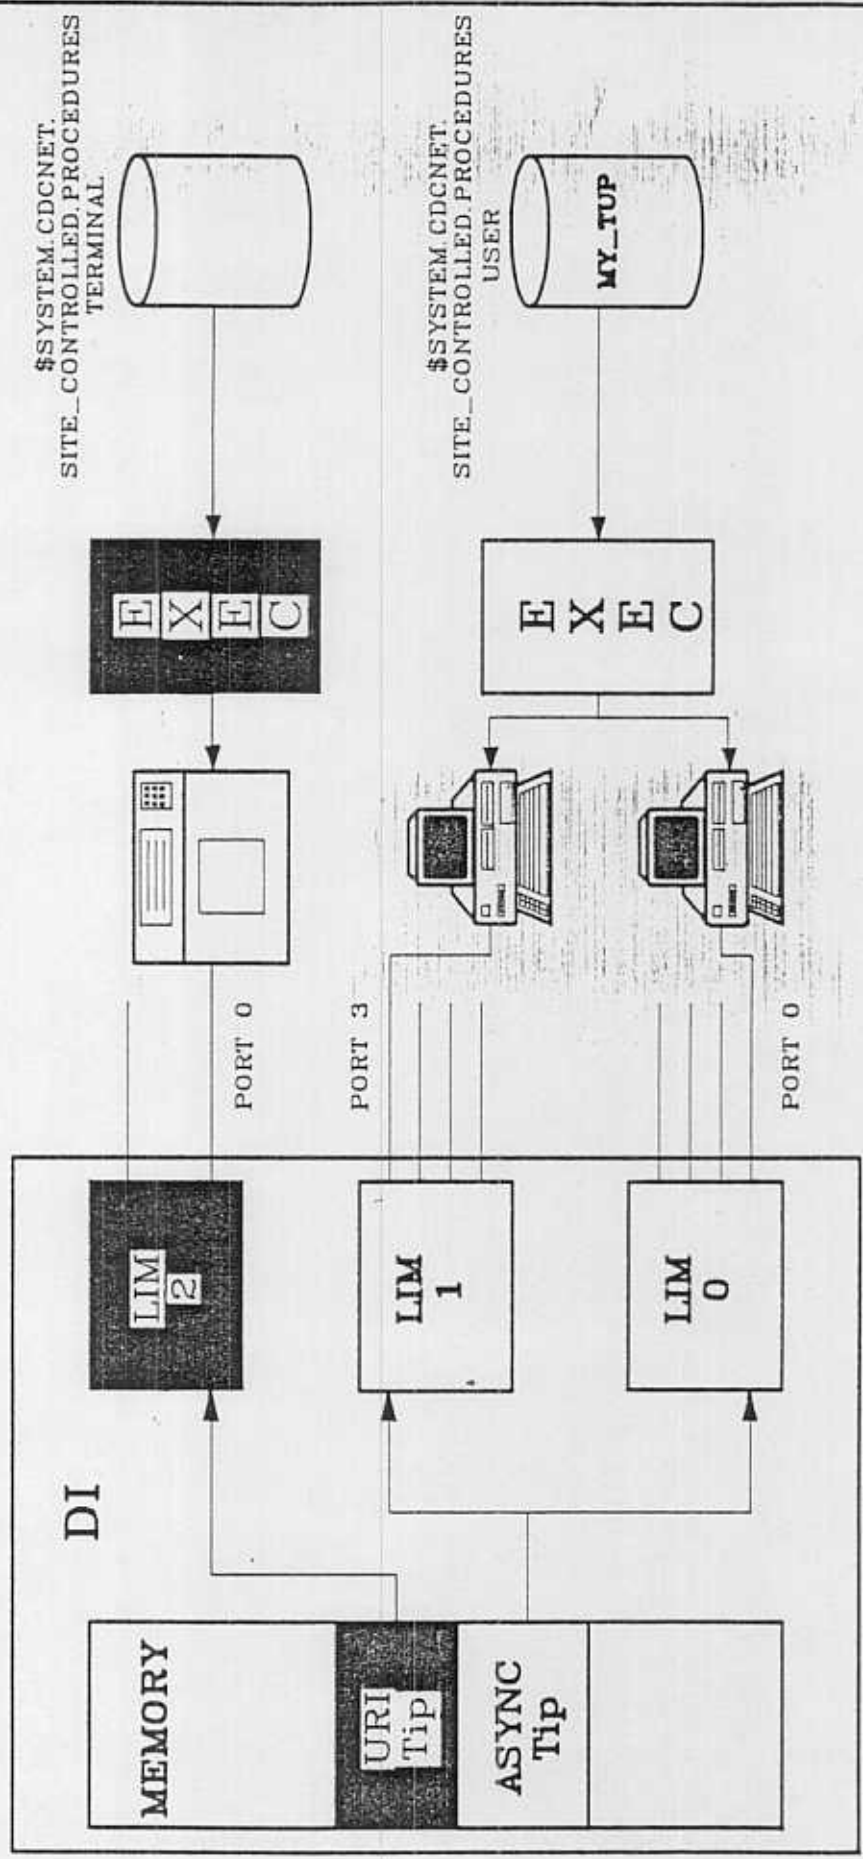 DI
MEMORY
URI
Tip
ASYNC
Tip
LIM
2
LIM
1
LIM
0
PORT 0
PORT 3
PORT 0
E
X
E
C
E
X
E
C
$SYSTEM.CDCNET.
SITE_CONTROLLED.PROCEDURES
TERMINAL
$SYSTEM.CDCNET.
SITE_CONTROLLED.PROCEDURES
USER
MY_TUP